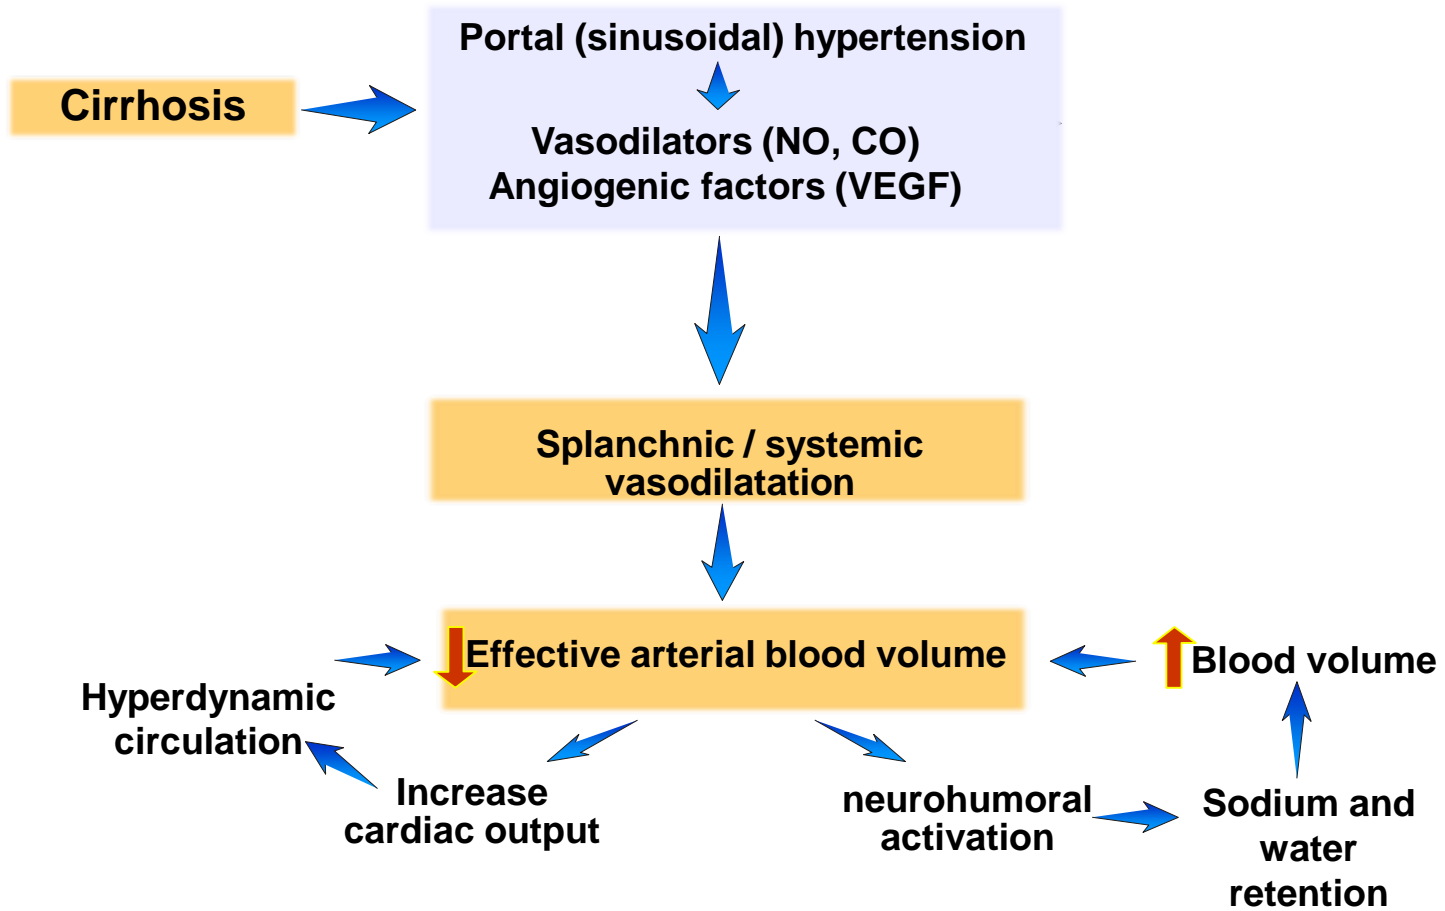 Portal (sinusoidal) hypertension
Cirrhosis
Vasodilators (NO, CO)
Angiogenic factors (VEGF)
Splanchnic / systemic
vasodilatation
Effective arterial blood volume
Blood volume
Hyperdynamic
circulation
Increase
cardiac output
neurohumoral
activation
Sodium and
water
retention